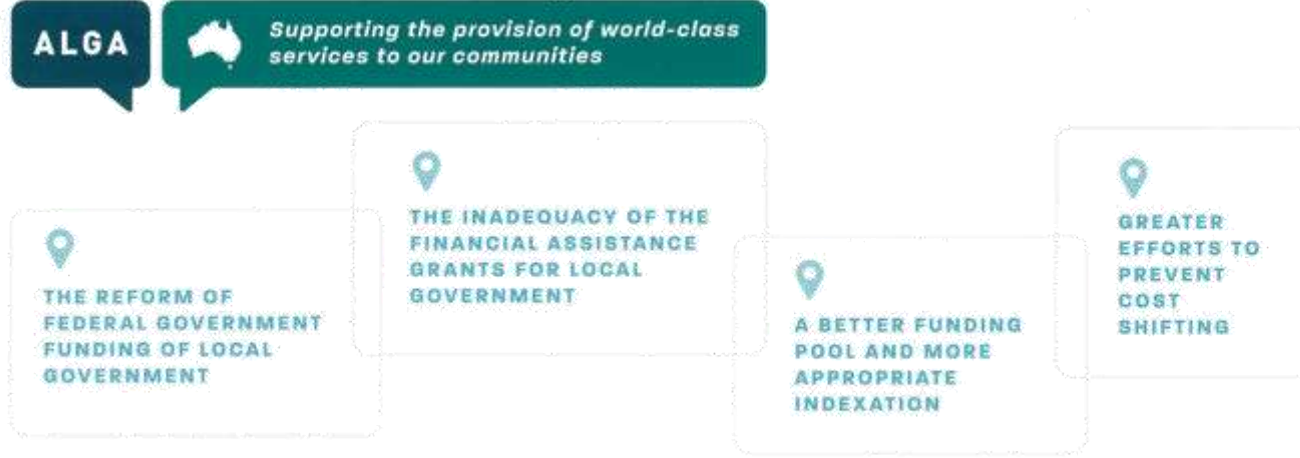 ALGA
Supporting the provision of world-class
services to our communities
THE REFORM OF
FEDERAL GOVERNMENT
FUNDING OF LOCAL
GOVERNMENT
THE INADEQUACY OF THE
FINANCIAL ASSISTANCE
GRANTS FOR LOCAL
GOVERNMENT
A BETTER FUNDING
POOL AND MORE
APPROPRIATE
INDEXATION
GREATER
EFFORTS TO
PREVENT
COST
SHIFTING